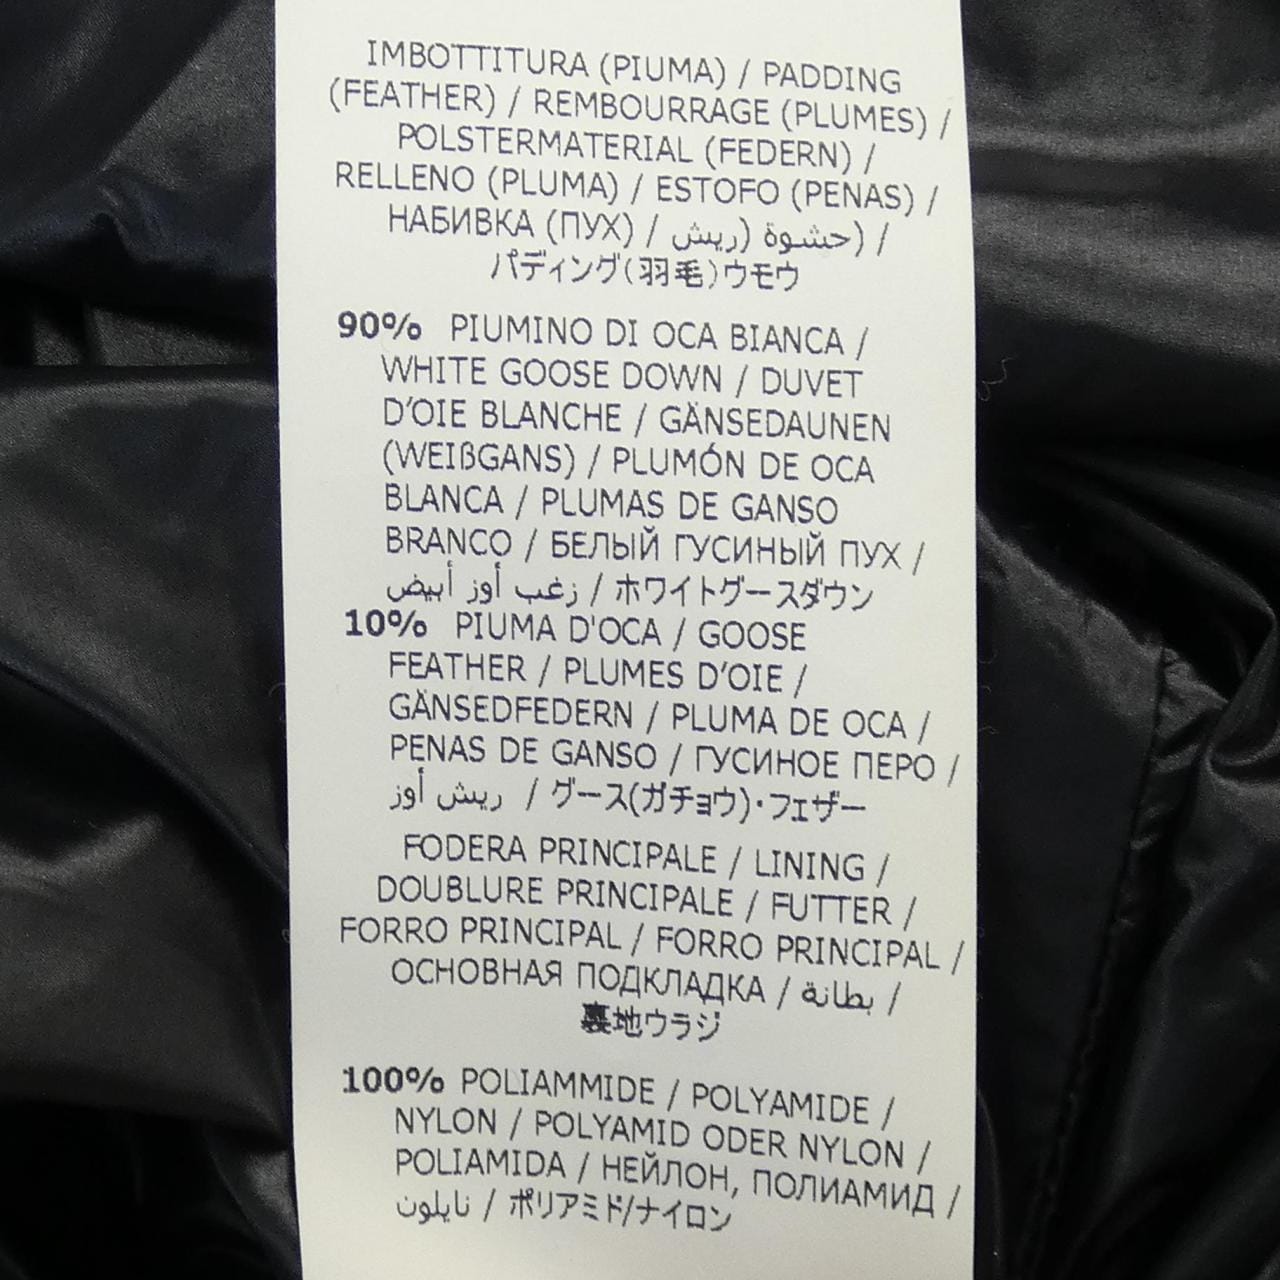 IMBOTTITURA (PIUMA) / PADDING
(FEATHER) / REMBOURRAGE (PLUMES) /
POLSTERMATERIAL (FEDERN) /
RELLENO (PLUMA) / ESTOFO (PENAS) /
НАБИВКА (ПУХ) / حشوة (ريش) /
パディング(羽毛)ウモウ
90% PIUMINO DI OCA BIANCA /
WHITE GOOSE DOWN / DUVET
D'OIE BLANCHE / GÄNSEDAUNEN
(WEIßGANS) / PLUMÓN DE OCA
BLANCA / PLUMAS DE GANSO
BRANCO / БЕЛЫЙ ГУСИНЫЙ ПУХ /
زغب أوز أبيض / ホワイトグースダウン
10% PIUMA D'OCA / GOOSE
FEATHER / PLUMES D'OIE /
GÄNSEDFEDERN / PLUMA DE OCA /
PENAS DE GANSO / ГУСИНОЕ ПЕРО /
ريش أوز / グース(ガチョウ)・フェザー
FODERA PRINCIPALE / LINING /
DOUBLURE PRINCIPALE / FUTTER /
FORRO PRINCIPAL / FORRO PRINCIPAL /
ОСНОВНАЯ ПОДКЛАДКА / بطانة /
裏地ウラジ
100% POLIAMMIDE / POLYAMIDE /
NYLON / POLYAMID ODER NYLON /
POLIAMIDA / НЕЙЛОН, ПОЛИАМИД /
نايلون / ポリアミド/ナイロン